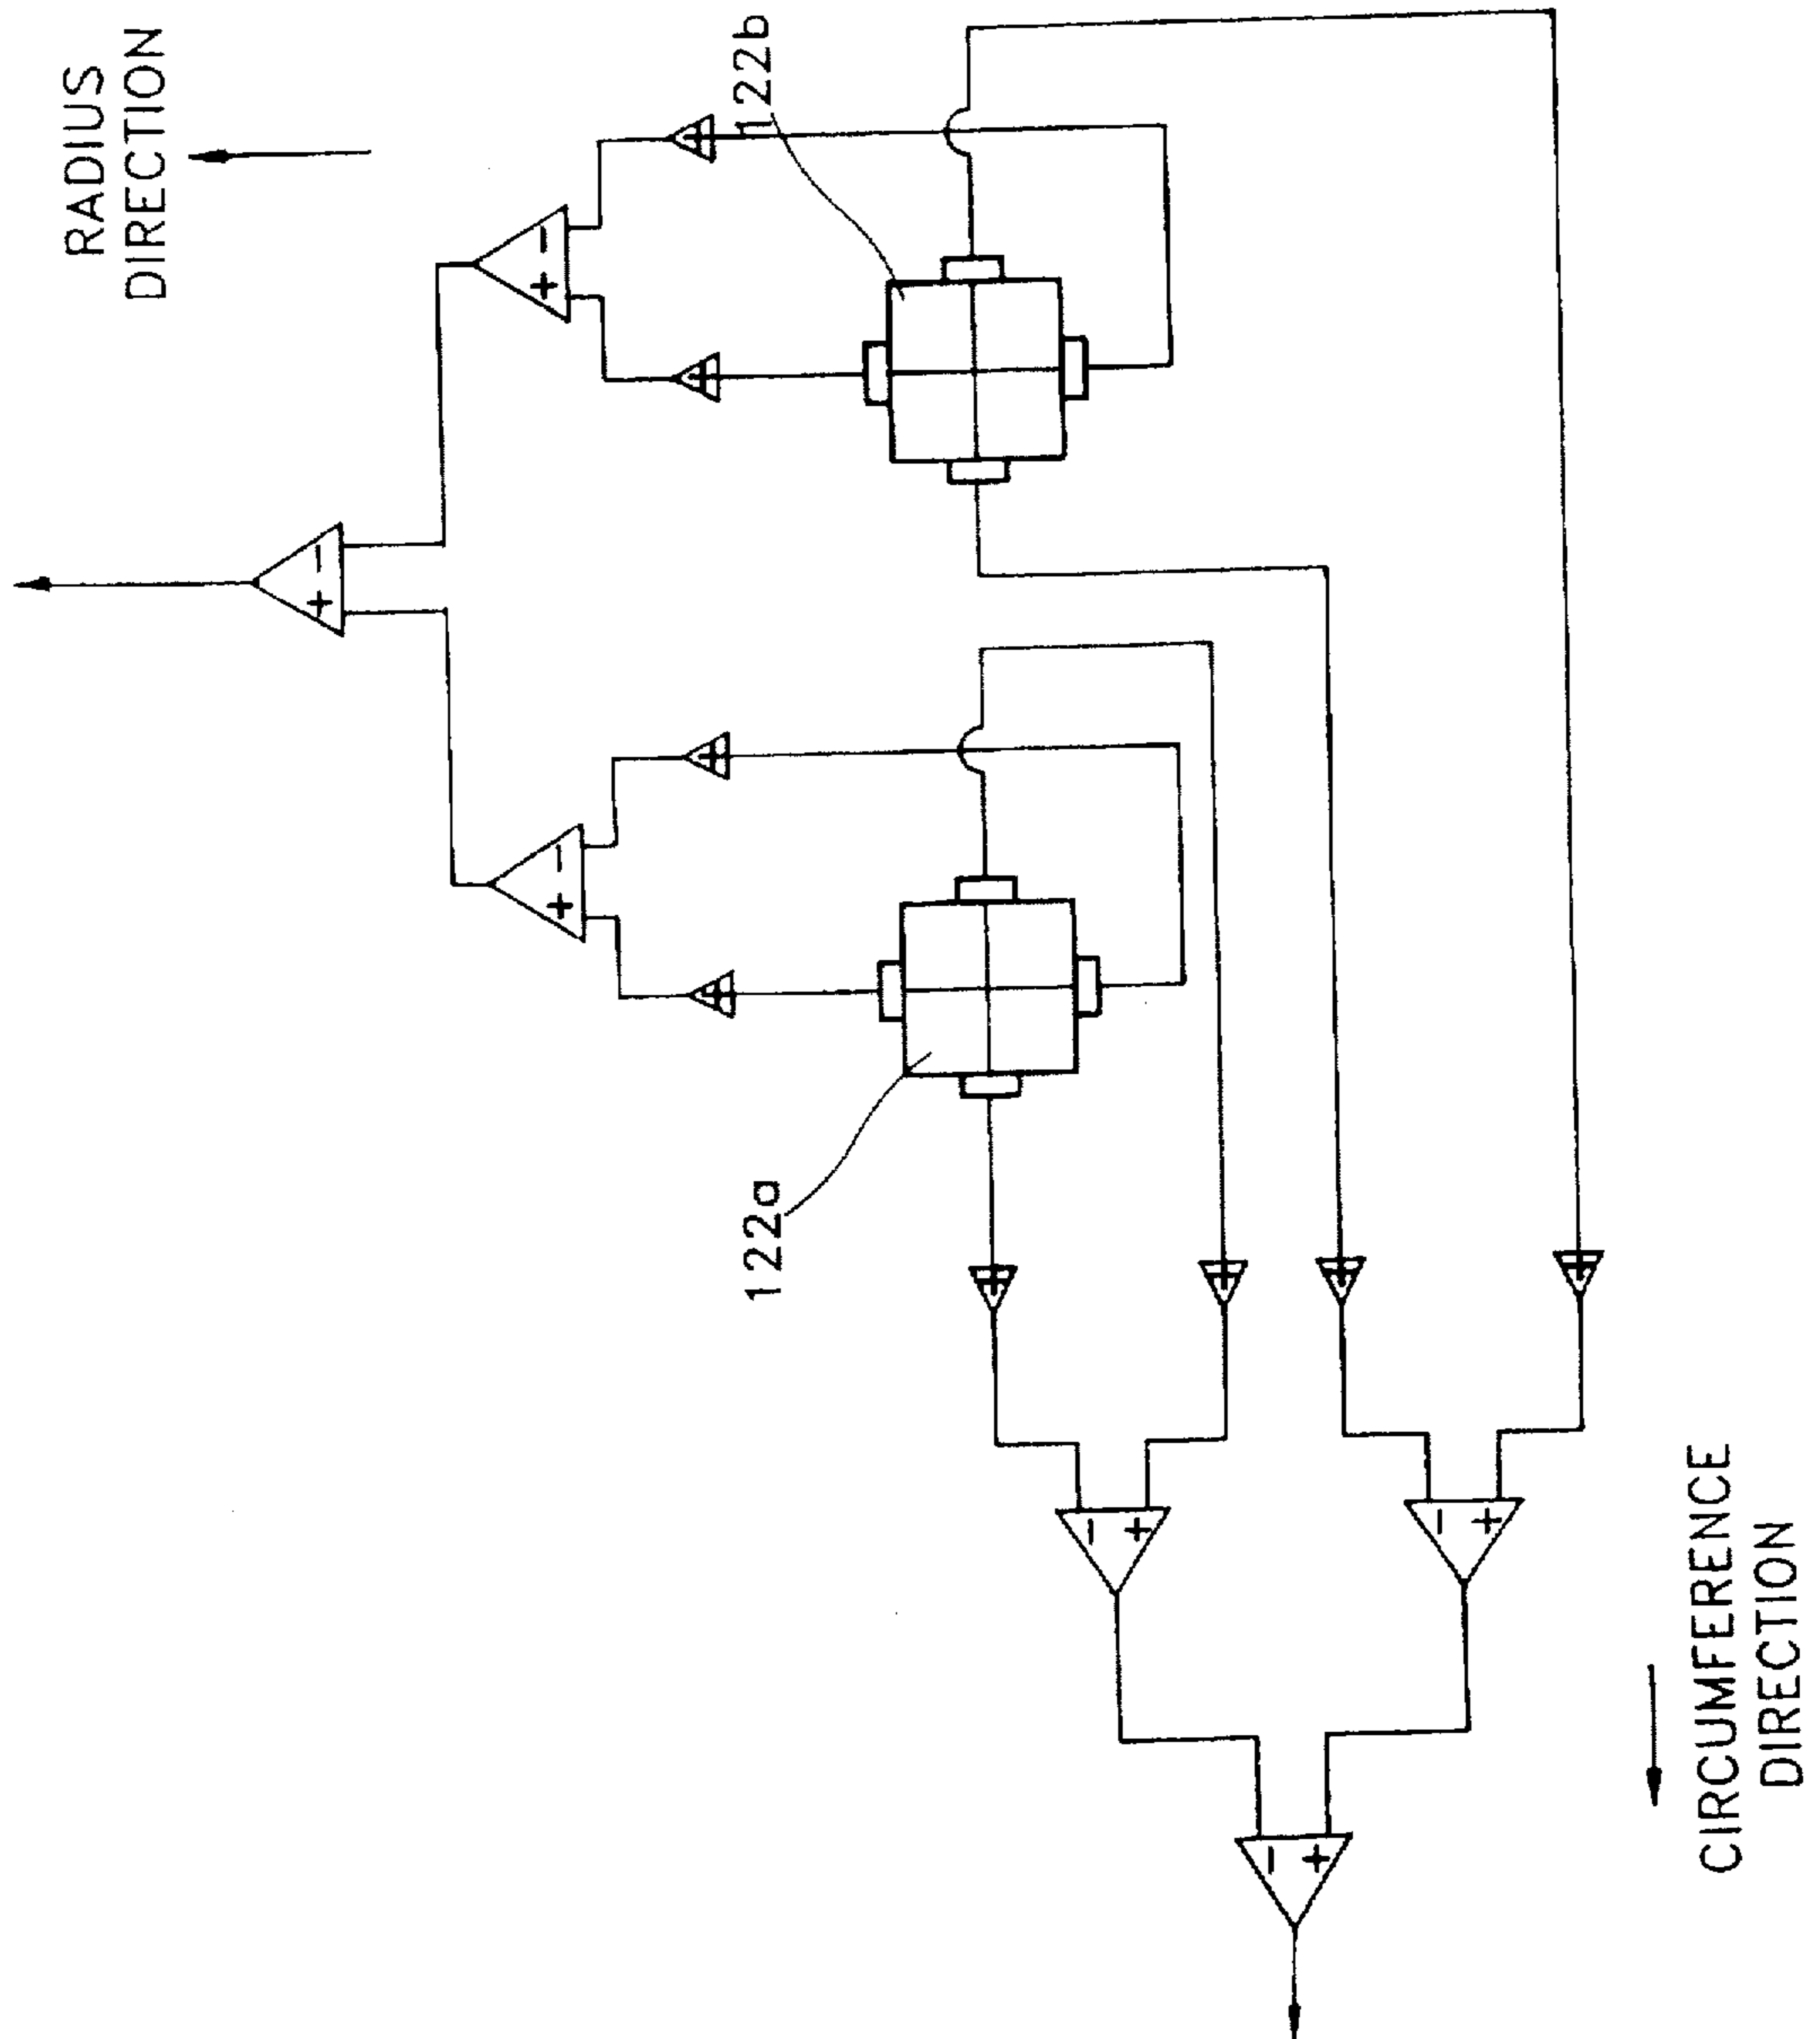 RADIUS
DIRECTION
122b
+ −
+ −
+ −
+
+
+
+
122a
+
+
+
+
− +
− +
− +
CIRCUMFERENCE
DIRECTION